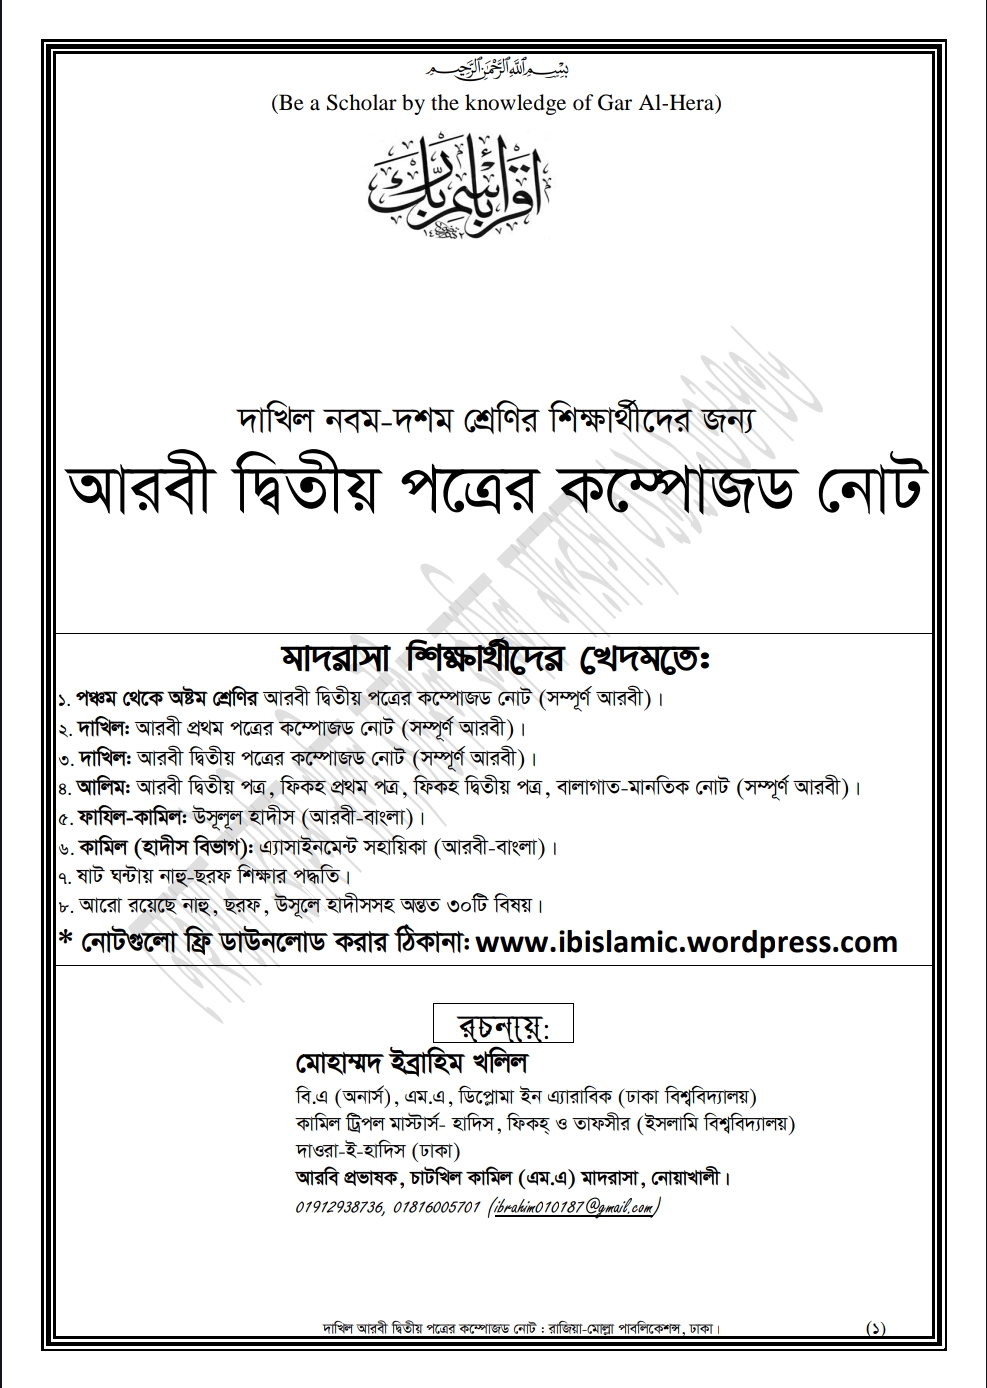 بسم الله الرحمن الرحيم
(Be a Scholar by the knowledge of Gar Al-Hera)
اقرأ باسم ربك
দাখিল নবম-দশম শ্রেণির শিক্ষার্থীদের জন্য
আরবী দ্বিতীয় পত্রের কম্পোজড নোট
মাদরাসা শিক্ষার্থীদের খেদমতে:
১. পঞ্চম থেকে অষ্টম শ্রেণির আরবী দ্বিতীয় পত্রের কম্পোজড নোট (সম্পূর্ণ আরবী)।
২. দাখিল: আরবী প্রথম পত্রের কম্পোজড নোট (সম্পূর্ণ আরবী)।
৩. দাখিল: আরবী দ্বিতীয় পত্রের কম্পোজড নোট (সম্পূর্ণ আরবী)।
৪. আলিম: আরবী দ্বিতীয় পত্র, ফিকহ প্রথম পত্র, ফিকহ দ্বিতীয় পত্র, বালাগাত-মানতিক নোট (সম্পূর্ণ আরবী)।
৫. ফাযিল-কামিল: উসূলূল হাদীস (আরবী-বাংলা)।
৬. কামিল (হাদীস বিভাগ): এ্যাসাইনমেন্ট সহায়িকা (আরবী-বাংলা)।
৭. ষাট ঘন্টায় নাহু-ছরফ শিক্ষার পদ্ধতি।
৮. আরো রয়েছে নাহু, ছরফ, উসূলে হাদীসসহ অন্তত ৩০টি বিষয়।
* নোটগুলো ফ্রি ডাউনলোড করার ঠিকানা: www.ibislamic.wordpress.com
রচনায়:
মোহাম্মদ ইব্রাহিম খলিল
বি.এ (অনার্স), এম.এ, ডিপ্লোমা ইন এ্যারাবিক (ঢাকা বিশ্ববিদ্যালয়)
কামিল ট্রিপল মাস্টার্স- হাদিস, ফিকহ্ ও তাফসীর (ইসলামি বিশ্ববিদ্যালয়)
দাওরা-ই-হাদিস (ঢাকা)
আরবি প্রভাষক, চাটখিল কামিল (এম.এ) মাদরাসা, নোয়াখালী।
01912938736, 01816005701 (ibrahim010187@gmail.com)
দাখিল আরবী দ্বিতীয় পত্রের কম্পোজড নোট : রাজিয়া-মোল্লা পাবলিকেশন্স, ঢাকা। (১)